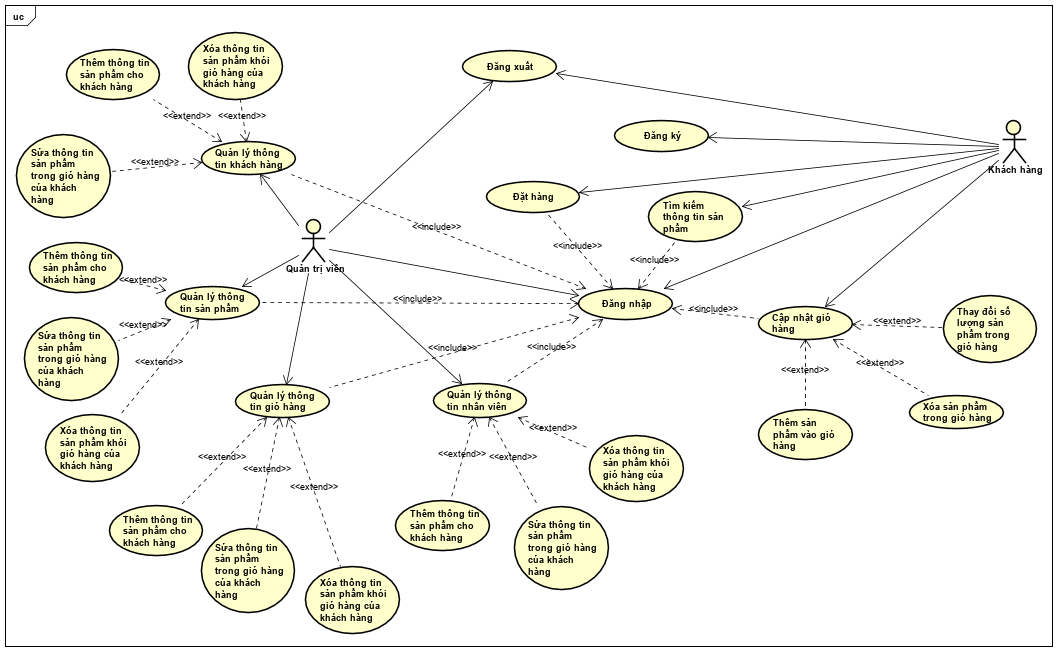 uc
Thêm thông tin
sản phẩm cho
khách hàng
Xóa thông tin
sản phẩm khỏi
giỏ hàng của
khách hàng
Đăng xuất
<<extend>>
<<extend>>
Đăng ký
Khách hàng
Sửa thông tin
sản phẩm
trong giỏ hàng
của khách
hàng
<<extend>>
Quản lý thông
tin khách hàng
Đặt hàng
Tìm kiếm
thông tin sản
phẩm
<<include>>
<<include>>
<<include>>
Quản trị viên
Thêm thông tin
sản phẩm cho
khách hàng
<<extend>>
Quản lý thông
tin sản phẩm
<<include>>
Đăng nhập
<<include>>
Cập nhật giỏ
hàng
<<extend>>
Thay đổi số
lượng sản
phẩm trong
giỏ hàng
Sửa thông tin
sản phẩm
trong giỏ hàng
của khách
hàng
<<extend>>
<<extend>>
<<include>>
<<include>>
<<extend>>
<<extend>>
Quản lý thông
tin giỏ hàng
Quản lý thông
tin nhân viên
Xóa sản phẩm
trong giỏ hàng
Thêm sản
phẩm vào giỏ
hàng
Xóa thông tin
sản phẩm khỏi
giỏ hàng của
khách hàng
<<extend>>
<<extend>>
<<extend>>
<<extend>>
<<extend>>
<<extend>>
Xóa thông tin
sản phẩm khỏi
giỏ hàng của
khách hàng
Thêm thông tin
sản phẩm cho
khách hàng
Sửa thông tin
sản phẩm
trong giỏ hàng
của khách
hàng
Xóa thông tin
sản phẩm khỏi
giỏ hàng của
khách hàng
Thêm thông tin
sản phẩm cho
khách hàng
Sửa thông tin
sản phẩm
trong giỏ hàng
của khách
hàng